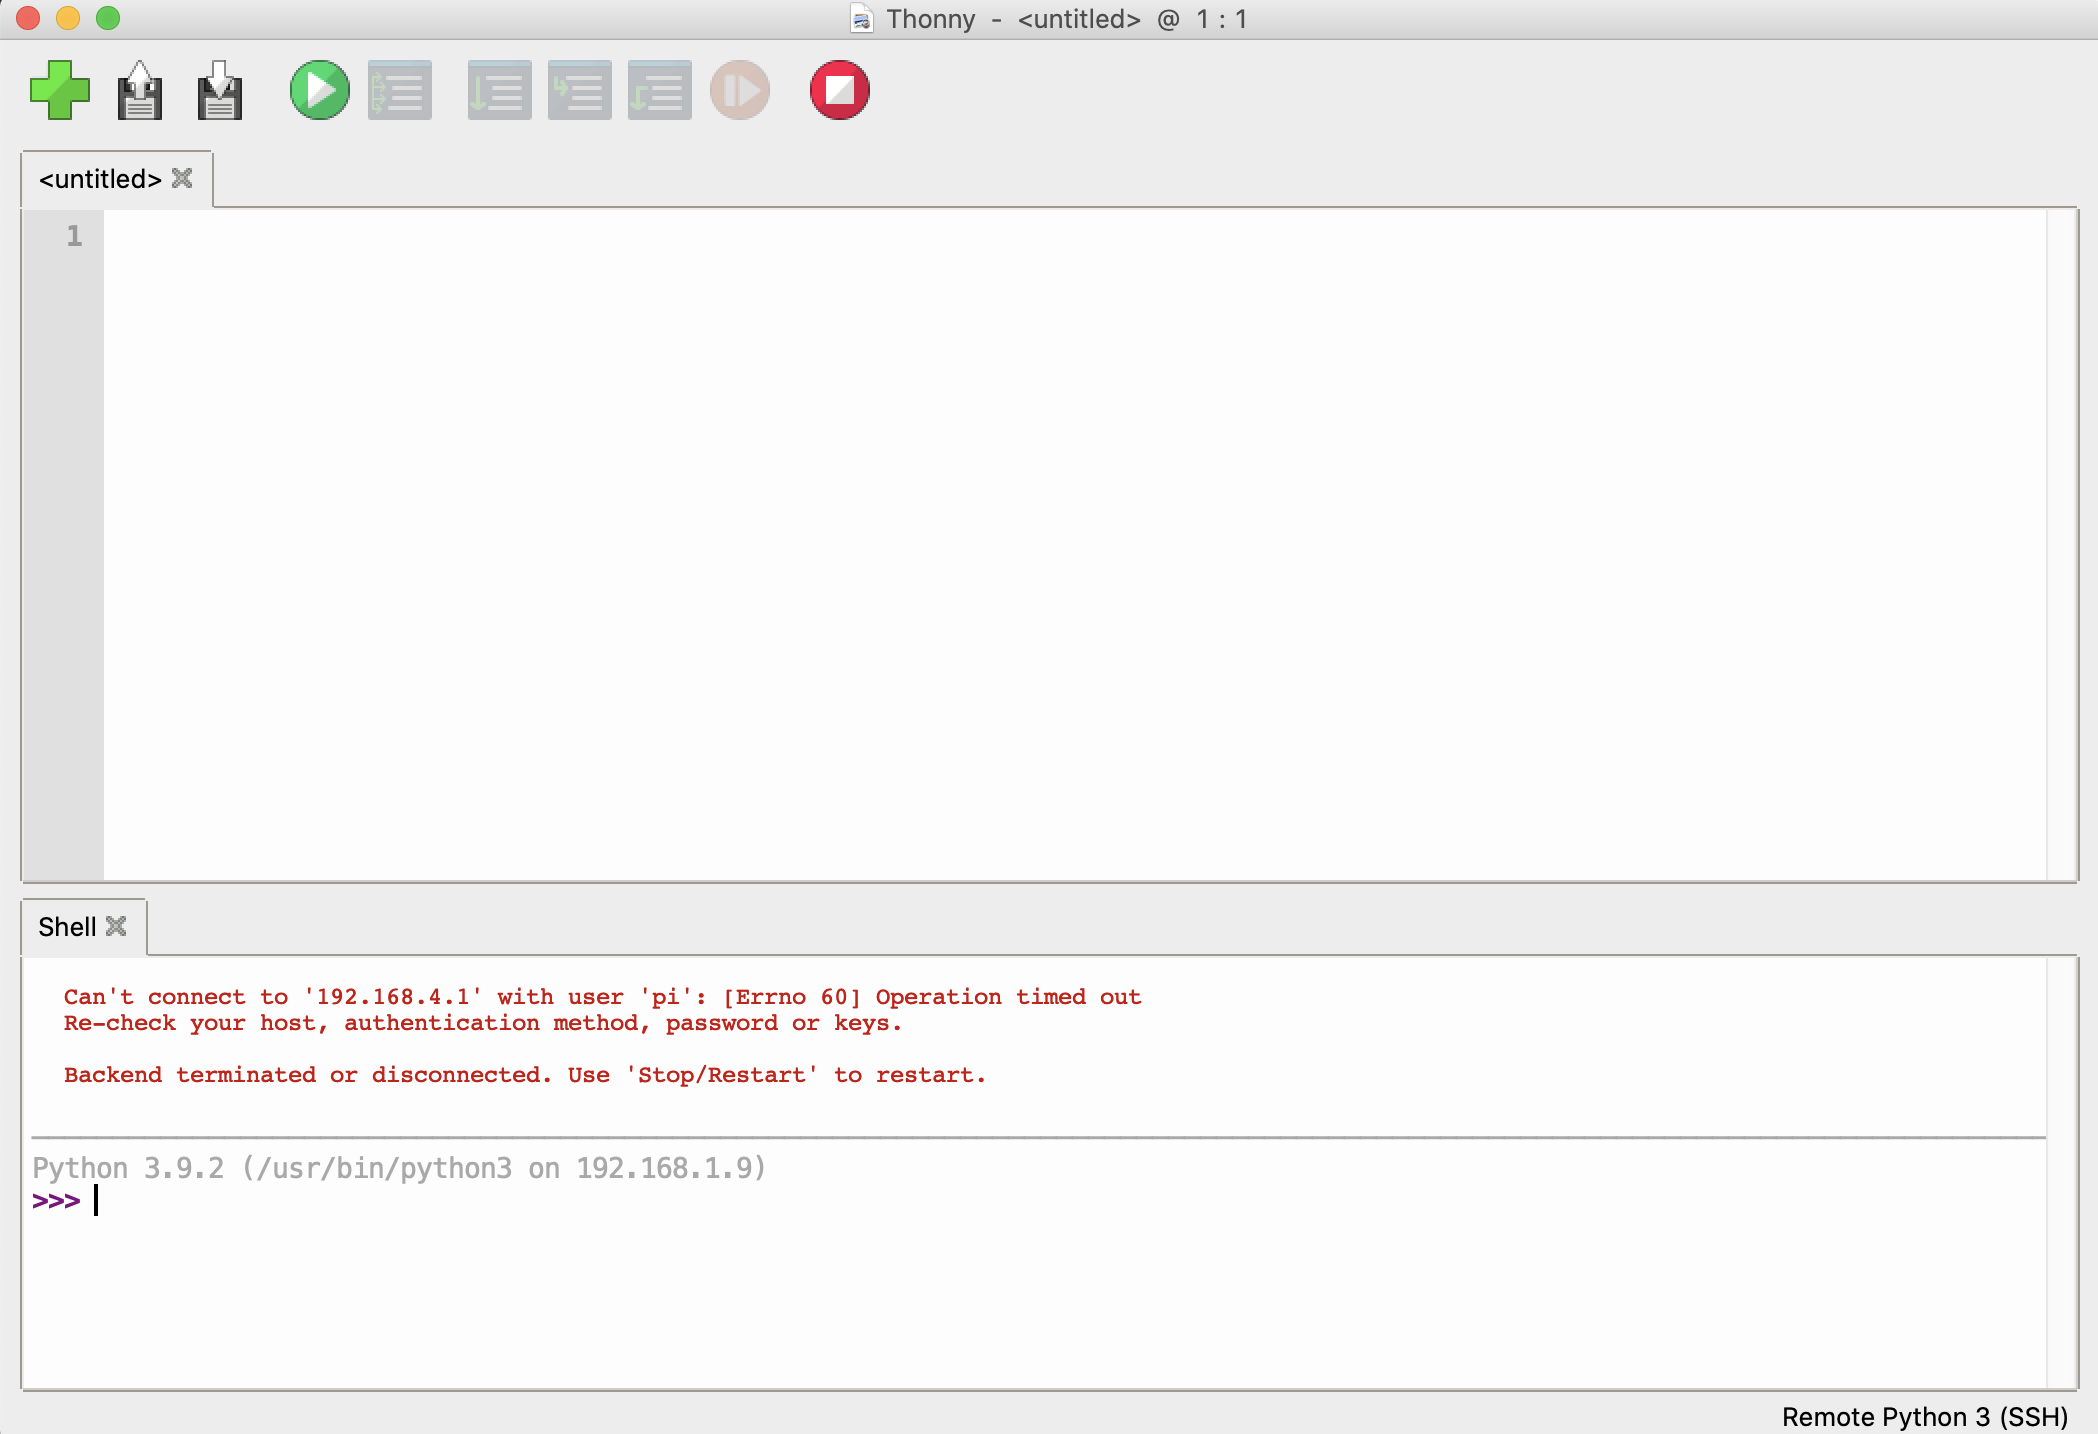 Thonny - <untitled> @ 1 : 1
<untitled>
1
Shell
Can't connect to '192.168.4.1' with user 'pi': [Errno 60] Operation timed out
Re-check your host, authentication method, password or keys.
Backend terminated or disconnected. Use 'Stop/Restart' to restart.
Python 3.9.2 (/usr/bin/python3 on 192.168.1.9)
>>>
Remote Python 3 (SSH)